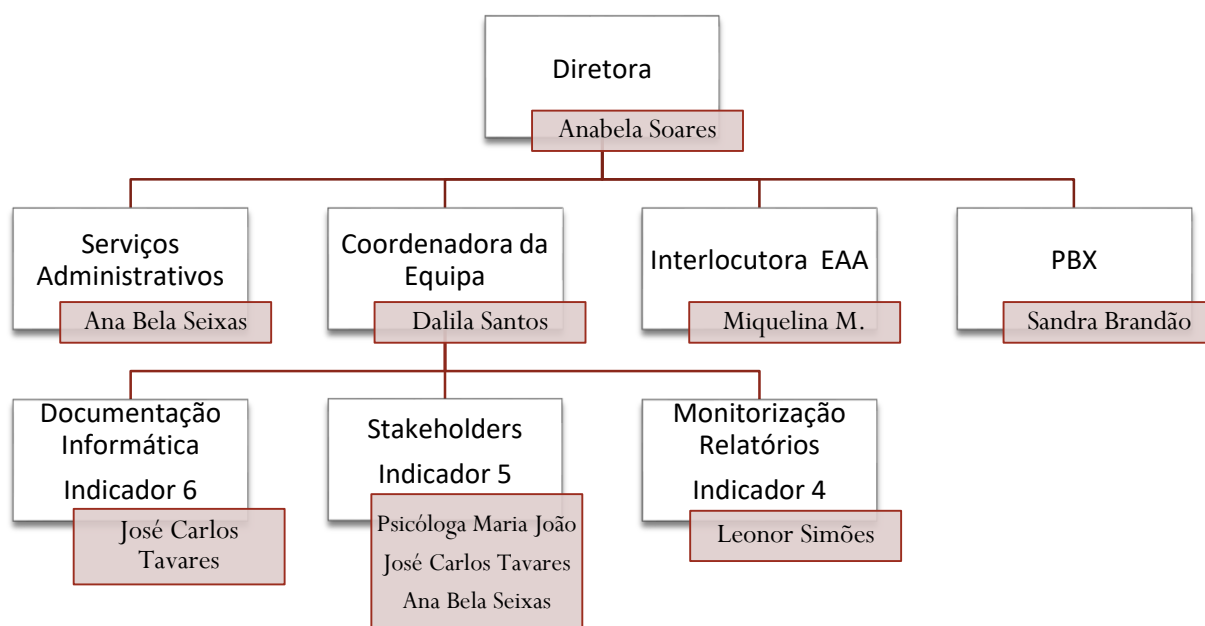 Diretora
Anabela Soares
Serviços
Administrativos
Ana Bela Seixas
Coordenadora da
Equipa
Dalila Santos
Interlocutora EAA
Miquelina M.
PBX
Sandra Brandão
Documentação
Informática
Indicador 6
José Carlos
Tavares
Stakeholders
Indicador 5
Psicóloga Maria João
José Carlos Tavares
Ana Bela Seixas
Monitorização
Relatórios
Indicador 4
Leonor Simões